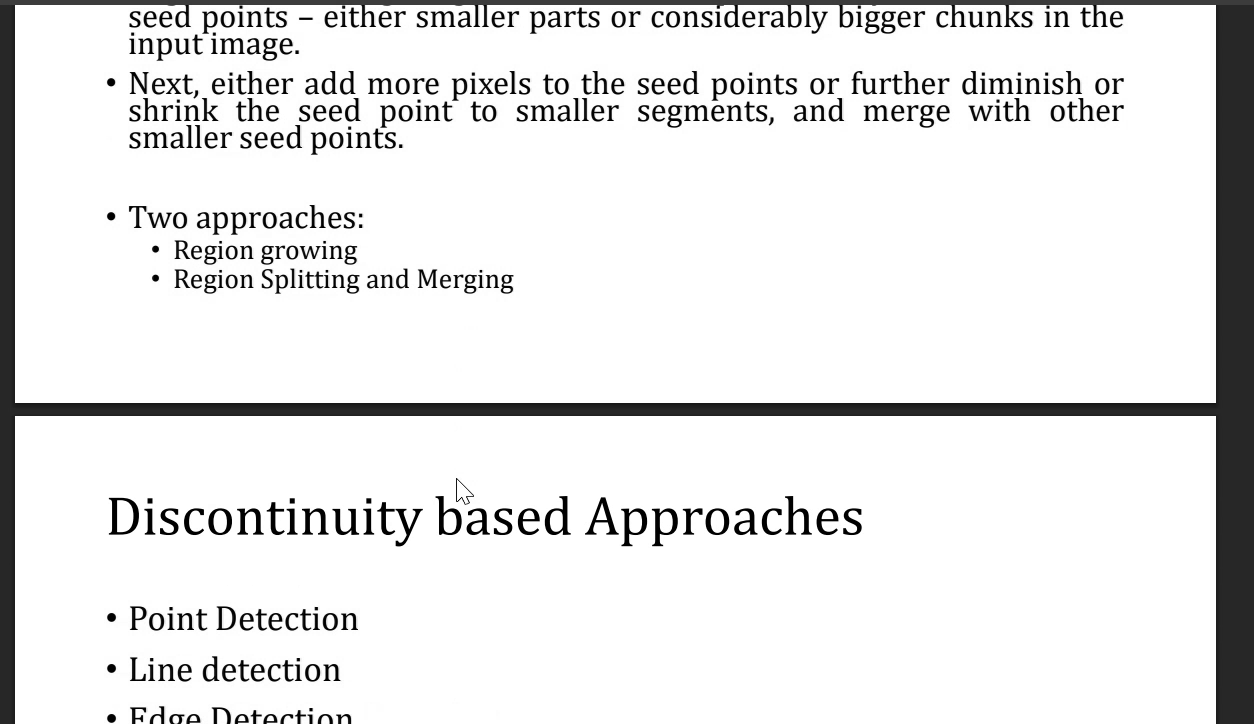 seed points – either smaller parts or considerably bigger chunks in the
input image.
• Next, either add more pixels to the seed points or further diminish or
shrink the seed point to smaller segments, and merge with other
smaller seed points.
• Two approaches:
• Region growing
• Region Splitting and Merging
Discontinuity based Approaches
• Point Detection
• Line detection
• Edge Detection